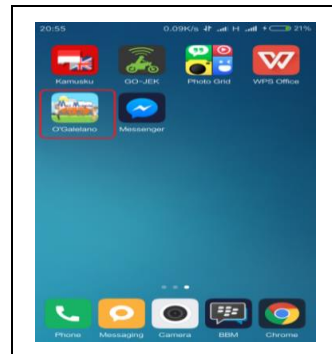 20:55 0.09K/s H 21%
Kamusku GO-JEK Photo Grid WPS Office
O'Galelano Messenger
Phone Messaging Camera BBM Chrome